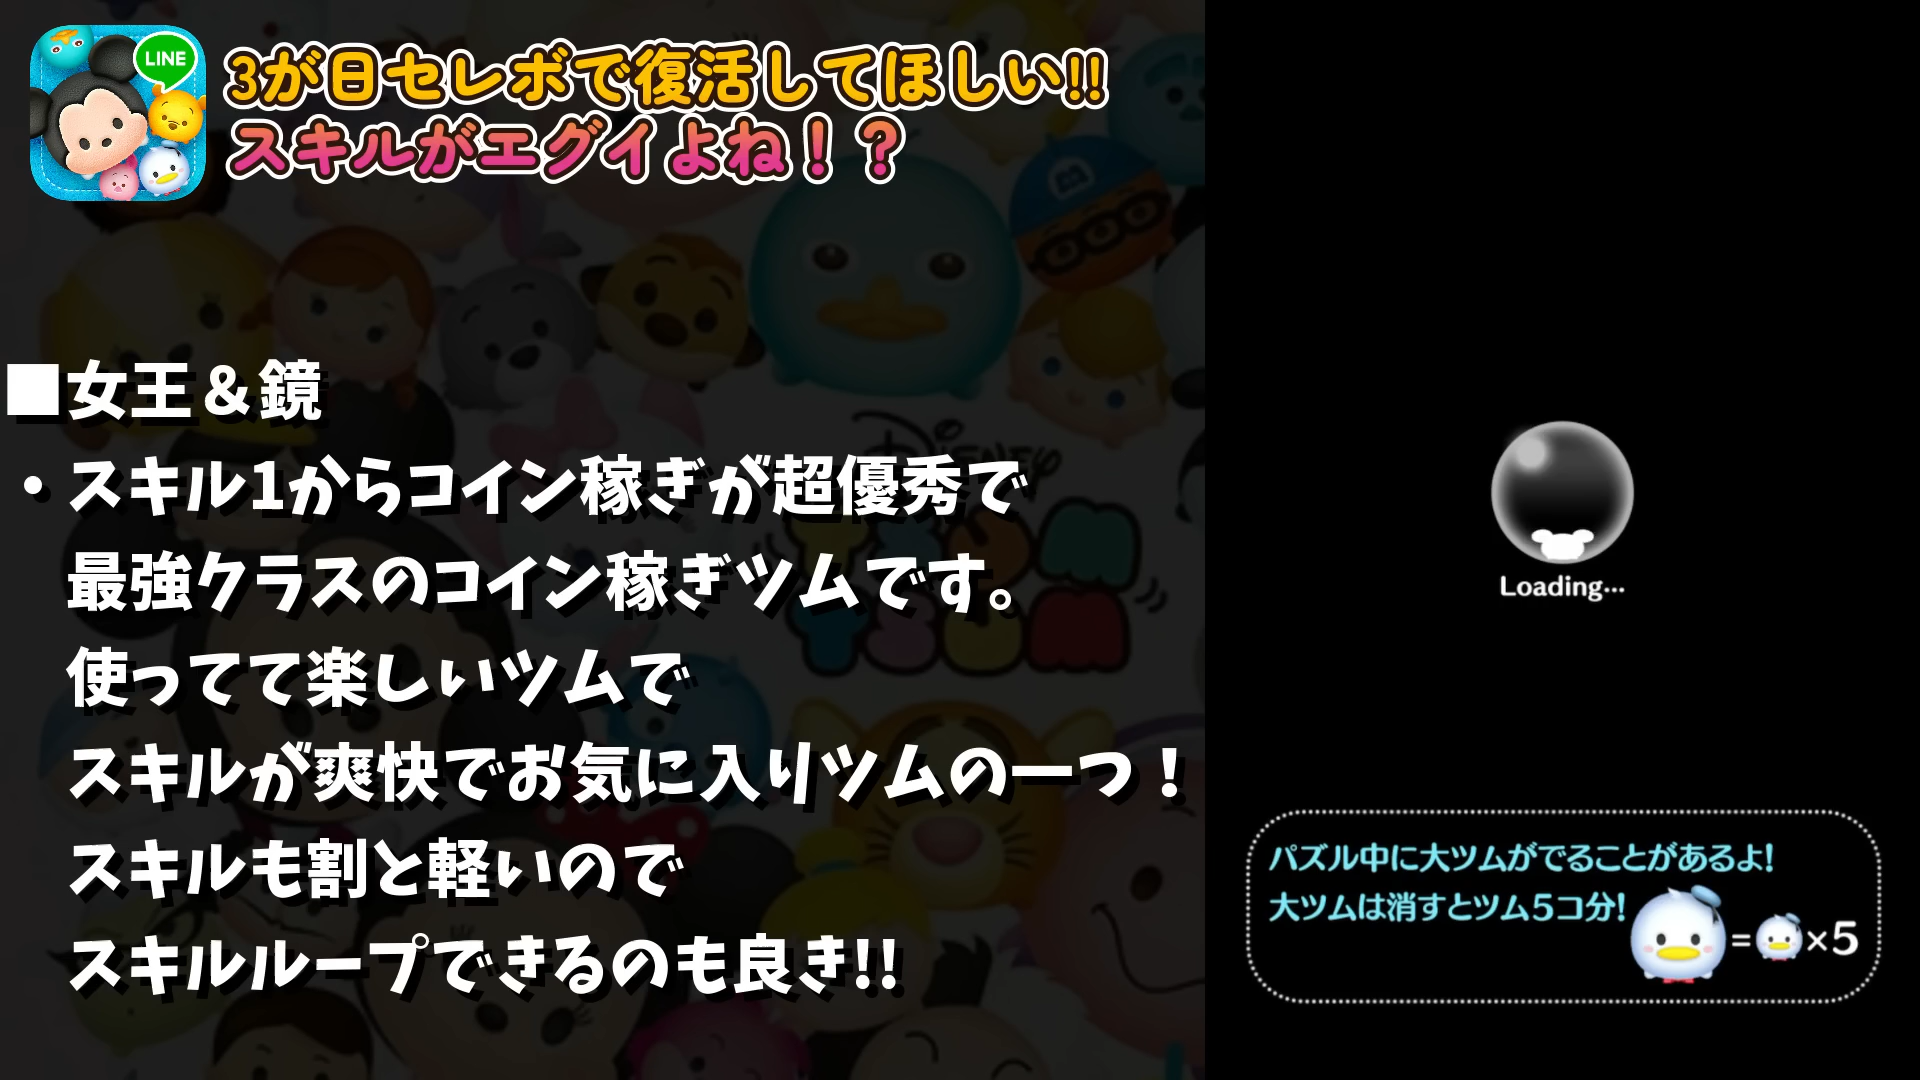 LINE
3が日セレボで復活してほしい!!
スキルがエグイよね！？
■女王＆鏡
・スキル1からコイン稼ぎが超優秀で
最強クラスのコイン稼ぎツムです。
使ってて楽しいツムで
スキルが爽快でお気に入りツムの一つ！
スキルも割と軽いので
スキルループできるのも良き!!
DISNEY
TSUM
TSUM
Loading…
パズル中に大ツムがでることがあるよ!
大ツムは消すとツム5コ分!
=×5